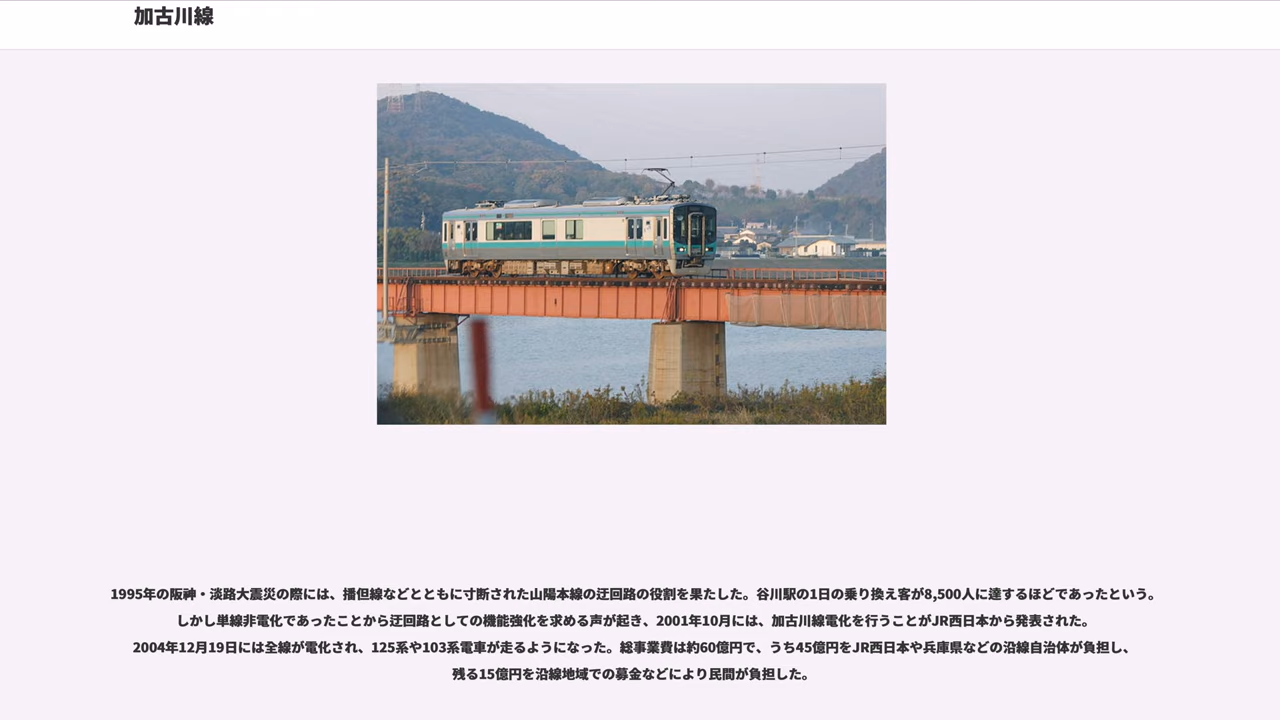 加古川線
1995年の阪神・淡路大震災の際には、播但線などとともに寸断された山陽本線の迂回路の役割を果たした。谷川駅の1日の乗り換え客が8,500人に達するほどであったという。
しかし単線非電化であったことから迂回路としての機能強化を求める声が起き、2001年10月には、加古川線電化を行うことがJR西日本から発表された。
2004年12月19日には全線が電化され、125系や103系電車が走るようになった。総事業費は約60億円で、うち45億円をJR西日本や兵庫県などの沿線自治体が負担し、
残る15億円を沿線地域での募金などにより民間が負担した。